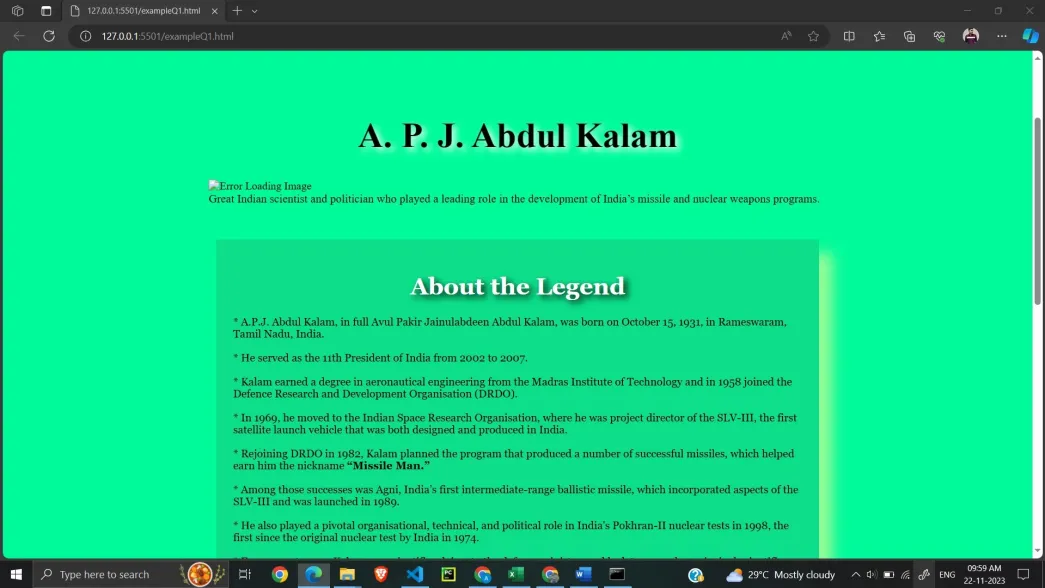 127.0.0.1:5501/exampleQ1.html
127.0.0.1:5501/exampleQ1.html
A. P. J. Abdul Kalam
Error Loading Image
Great Indian scientist and politician who played a leading role in the development of India's missile and nuclear weapons programs.
About the Legend
* A.P.J. Abdul Kalam, in full Avul Pakir Jainulabdeen Abdul Kalam, was born on October 15, 1931, in Rameswaram,
Tamil Nadu, India.
* He served as the 11th President of India from 2002 to 2007.
* Kalam earned a degree in aeronautical engineering from the Madras Institute of Technology and in 1958 joined the
Defence Research and Development Organisation (DRDO).
* In 1969, he moved to the Indian Space Research Organisation, where he was project director of the SLV-III, the first
satellite launch vehicle that was both designed and produced in India.
* Rejoining DRDO in 1982, Kalam planned the program that produced a number of successful missiles, which helped
earn him the nickname “Missile Man.”
* Among those successes was Agni, India's first intermediate-range ballistic missile, which incorporated aspects of the
SLV-III and was launched in 1989.
* He also played a pivotal organisational, technical, and political role in India's Pokhran-II nuclear tests in 1998, the
first since the original nuclear test by India in 1974.
Type here to search
29°C Mostly cloudy
ENG
09:59 AM
22-11-2023